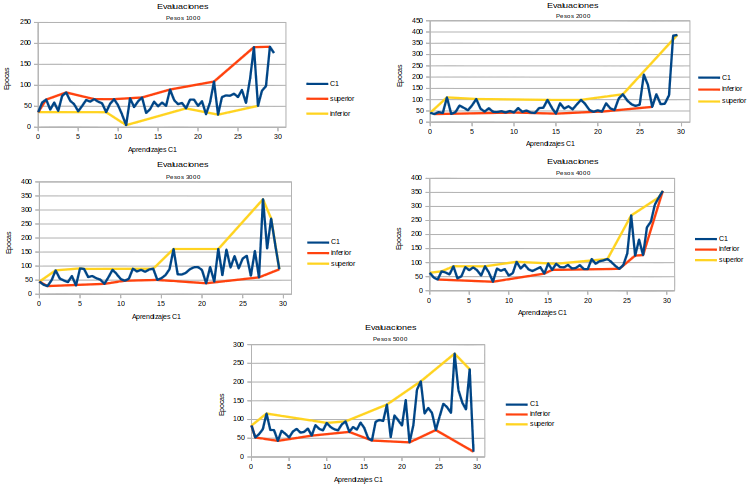 Evaluaciones
Pesos 1000
250
200
150
100
50
0
0 5 10 15 20 25 30
Epocas
Aprendizajes C1
C1
superior
inferior
Evaluaciones
Pesos 2000
450
400
350
300
250
200
150
100
50
0
0 5 10 15 20 25 30
Epocas
Aprendizajes C1
C1
inferior
superior
Evaluaciones
Pesos 3000
400
350
300
250
200
150
100
50
0
0 5 10 15 20 25 30
Epocas
Aprendizajes C1
C1
inferior
superior
Evaluaciones
Pesos 4000
400
350
300
250
200
150
100
50
0
0 5 10 15 20 25 30
Epocas
Aprendizajes C1
C1
inferior
superior
Evaluaciones
Pesos 5000
300
250
200
150
100
50
0
0 5 10 15 20 25 30
Epocas
Aprendizajes C1
C1
inferior
superior